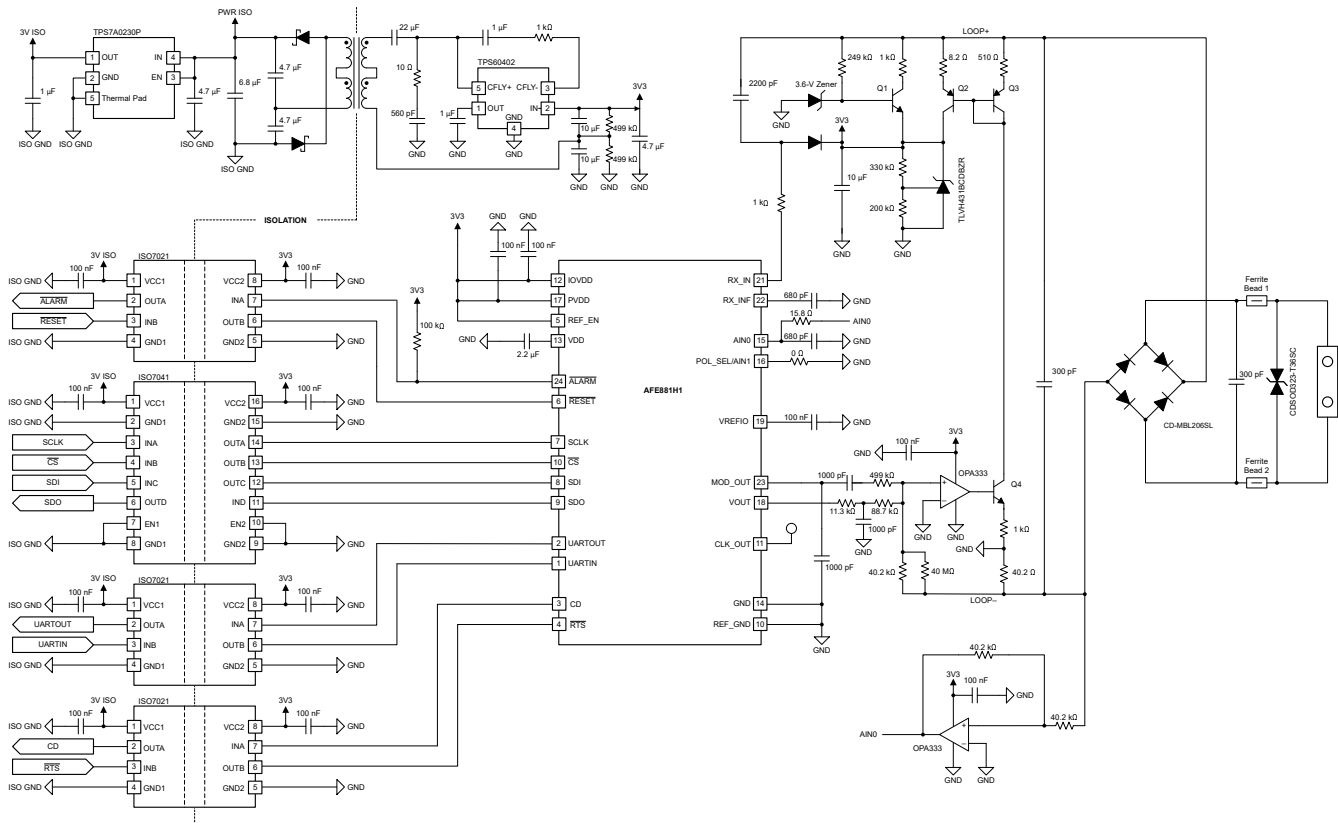 PWR ISO
3V ISO
TPS7A0230P
1 OUT
IN 4
2 GND
EN 3
5 Thermal Pad
1 µF
ISO GND
ISO GND
4.7 µF
ISO GND
6.8 µF
4.7 µF
4.7 µF
ISO GND
22 µF
1 µF
1 kΩ
10 Ω
560 pF
GND
TPS60402
5 CFLY+
CFLY- 3
1 OUT
IN 2
GND
4
1 µF
GND
GND
3V3
10 µF
499 kΩ
10 µF
499 kΩ
4.7 µF
GND
GND
GND
LOOP+
2200 pF
249 kΩ
1 kΩ
8.2 Ω
510 Ω
3.6-V Zener
GND
Q1
Q2
Q3
3V3
10 µF
GND
330 kΩ
200 kΩ
GND
TLVH431BCDBZR
1 kΩ
ISOLATION
ISO7021
3V ISO
100 nF
ISO GND
1 VCC1
VCC2 8
3V3
100 nF
GND
ALARM
2 OUTA
INA 7
RESET
3 INB
OUTB 6
ISO GND
4 GND1
GND2 5
GND
ISO7041
3V ISO
100 nF
ISO GND
1 VCC1
VCC2 16
3V3
100 nF
GND
ISO GND
2 GND1
GND2 15
GND
SCLK
3 INA
OUTA 14
CS
4 INB
OUTB 13
SDI
5 INC
OUTC 12
SDO
6 OUTD
IND 11
7 EN1
EN2 10
ISO GND
8 GND1
GND2 9
GND
ISO7021
3V ISO
100 nF
ISO GND
1 VCC1
VCC2 8
3V3
100 nF
GND
UARTOUT
2 OUTA
INA 7
UARTIN
3 INB
OUTB 6
ISO GND
4 GND1
GND2 5
GND
ISO7021
3V ISO
100 nF
ISO GND
1 VCC1
VCC2 8
3V3
100 nF
GND
CD
2 OUTA
INA 7
RTS
3 INB
OUTB 6
ISO GND
4 GND1
GND2 5
GND
3V3
GND
GND
100 nF
100 nF
3V3
100 kΩ
GND
2.2 µF
AFE881H1
12 IOVDD
17 PVDD
5 REF_EN
13 VDD
24 ALARM
6 RESET
7 SCLK
10 CS
8 SDI
9 SDO
2 UARTOUT
1 UARTIN
3 CD
4 RTS
RX_IN 21
RX_INF 22
AIN0 15
POL_SEL/AIN1 16
VREFIO 19
MOD_OUT 23
VOUT 18
CLK_OUT 11
GND 14
REF_GND 10
680 pF
GND
15.8 Ω
AIN0
680 pF
GND
0 Ω
GND
100 nF
GND
1000 pF
499 kΩ
11.3 kΩ
88.7 kΩ
1000 pF
GND
1000 pF
GND
GND
100 nF
3V3
OPA333
GND
GND
Q4
1 kΩ
GND
40.2 Ω
40.2 kΩ
40 MΩ
LOOP–
300 pF
CD-MBL206SL
300 pF
Ferrite
Bead 1
Ferrite
Bead 2
CDSOD323-T36SC
40.2 kΩ
3V3
100 nF
GND
AIN0
OPA333
40.2 kΩ
GND
GND